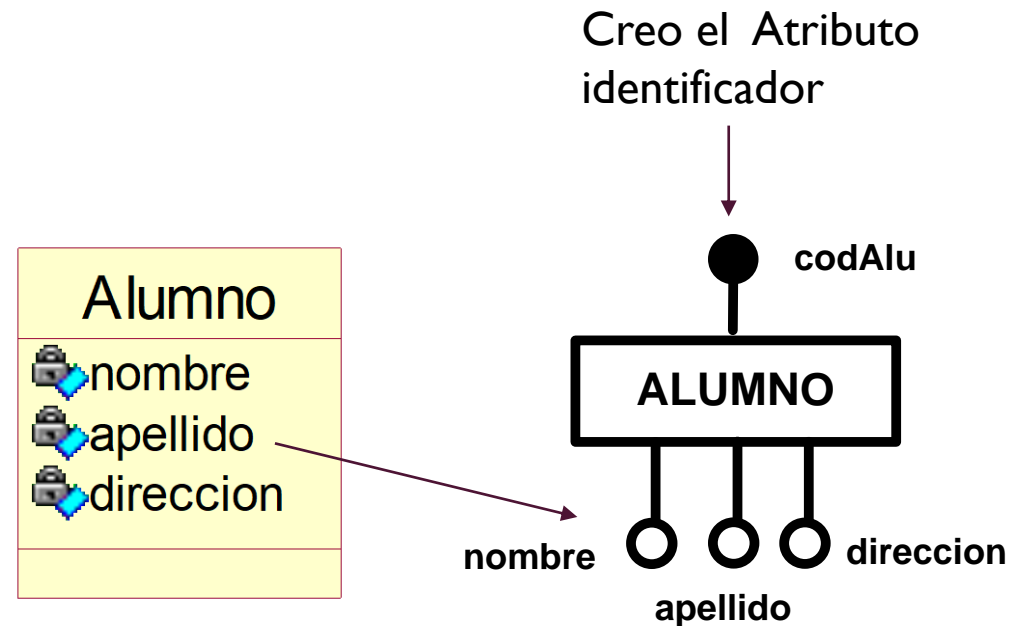 Creo el Atributo
identificador
codAlu
Alumno
nombre
apellido
direccion
ALUMNO
nombre
direccion
apellido